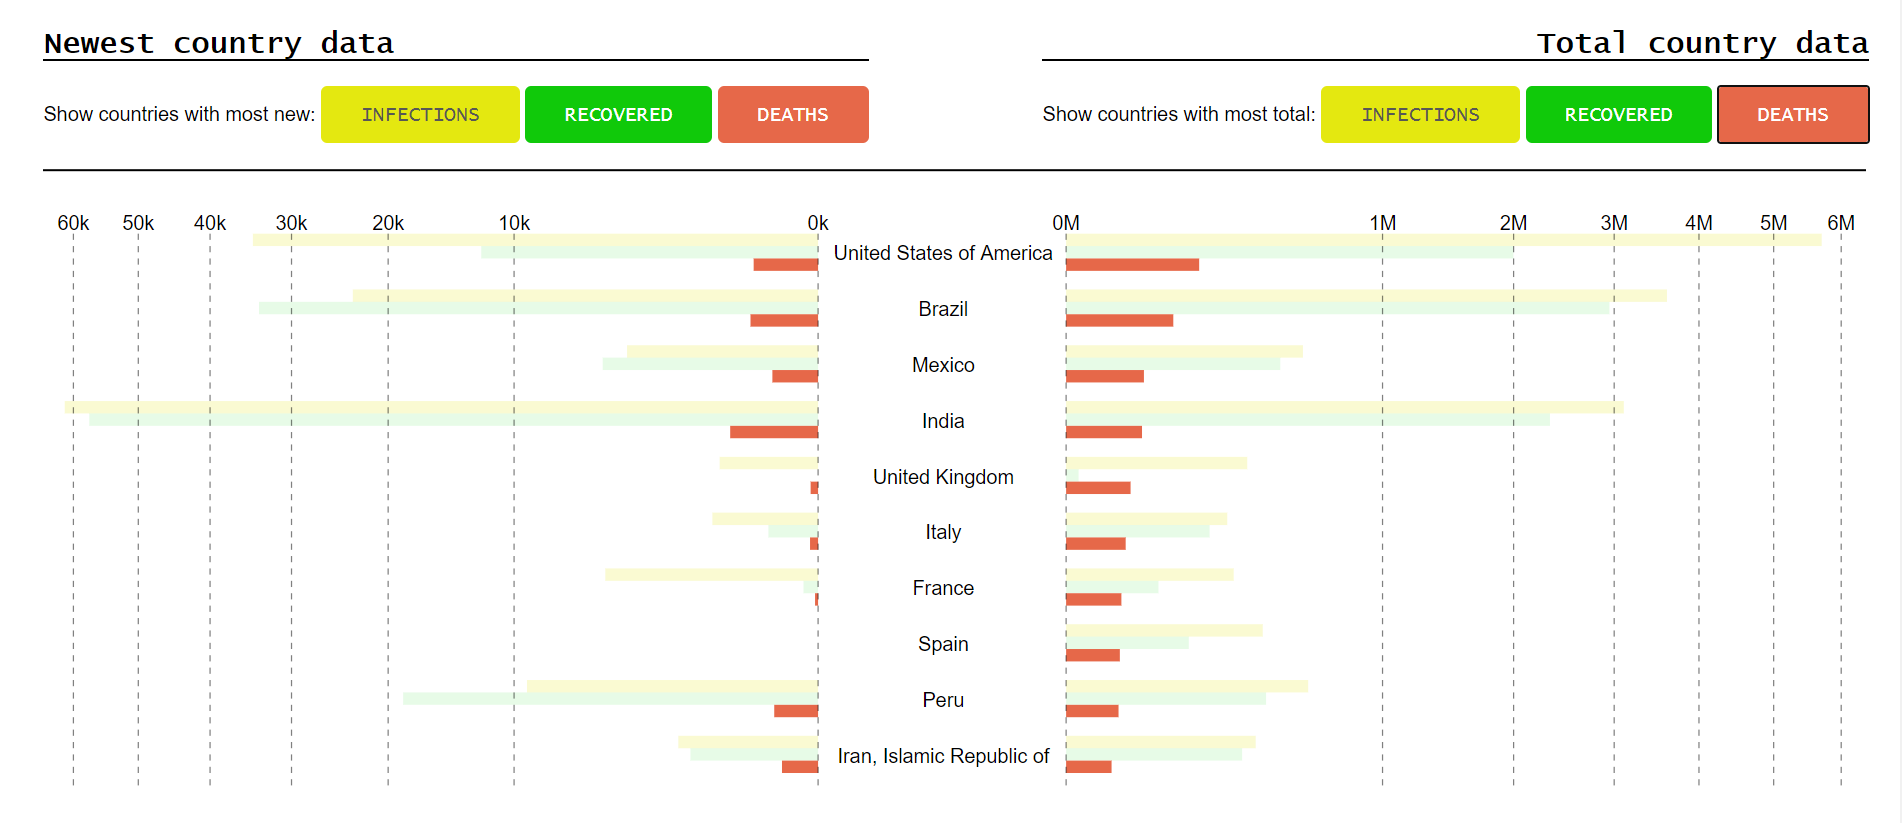 Newest country data
Total country data
Show countries with most new: INFECTIONS RECOVERED DEATHS
Show countries with most total: INFECTIONS RECOVERED DEATHS
60k 50k 40k 30k 20k 10k 0k
0M 1M 2M 3M 4M 5M 6M
United States of America
Brazil
Mexico
India
United Kingdom
Italy
France
Spain
Peru
Iran, Islamic Republic of